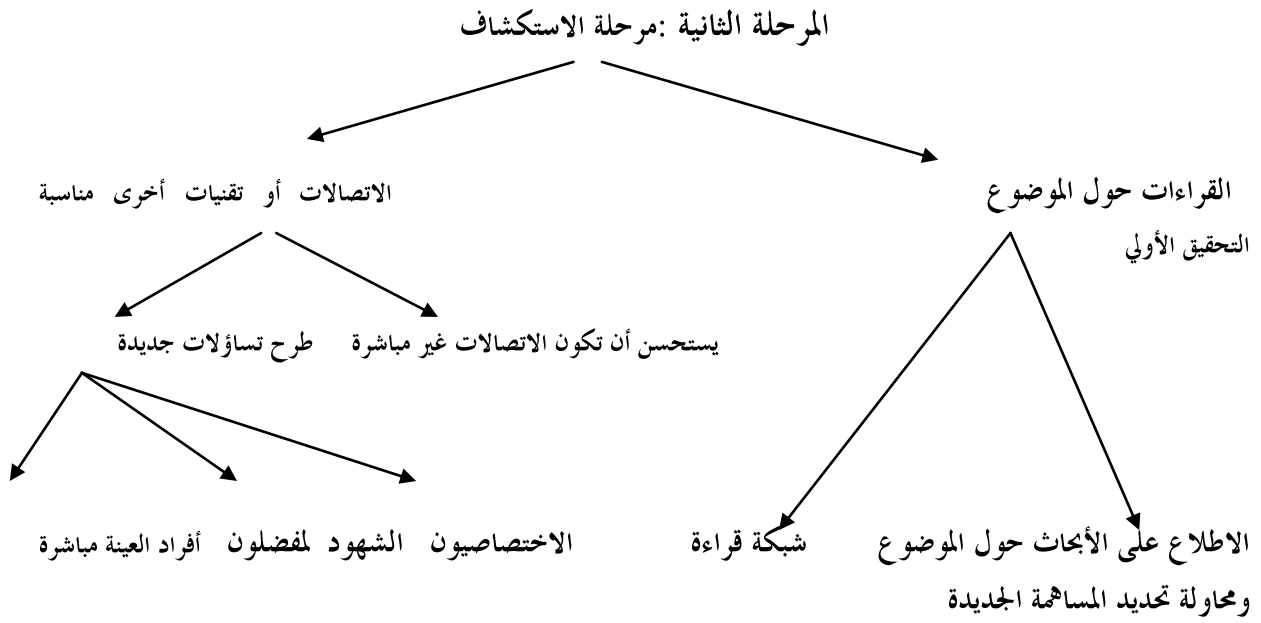 المرحلة الثانية :مرحلة الاستكشاف
القراءات حول الموضوع
الاتصالات أو تقنيات أخرى مناسبة
التحقيق الأولي
يستحسن أن تكون الاتصالات غير مباشرة
طرح تساؤلات جديدة
الاطلاع على الأبحاث حول الموضوع
شبكة قراءة
الاختصاصيون الشهود لمفضلون أفراد العينة مباشرة
ومحاولة تحديد المساهمة الجديدة